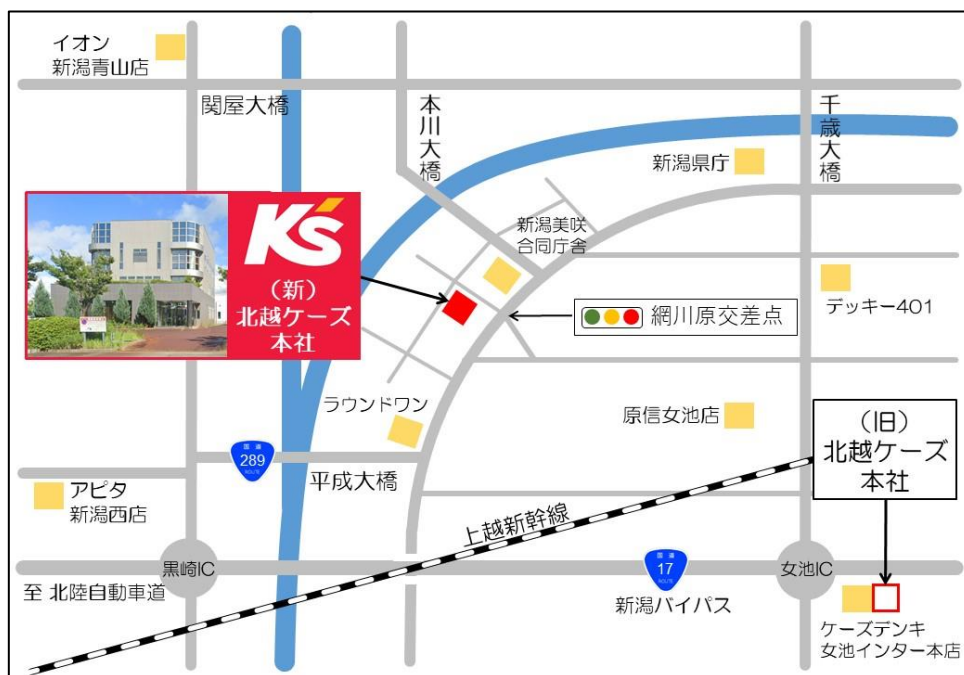 イオン
新潟青山店
関屋大橋
本川大橋
千歳大橋
新潟県庁
新潟美咲
合同庁舎
K's
(新)
北越ケーズ
本社
デッキー401
網川原交差点
ラウンドワン
原信女池店
(旧)
北越ケーズ
本社
国道
289
ROUTE
平成大橋
アピタ
新潟西店
上越新幹線
黒崎IC
国道
17
ROUTE
女池IC
至 北陸自動車道
新潟バイパス
ケーズデンキ
女池インター本店